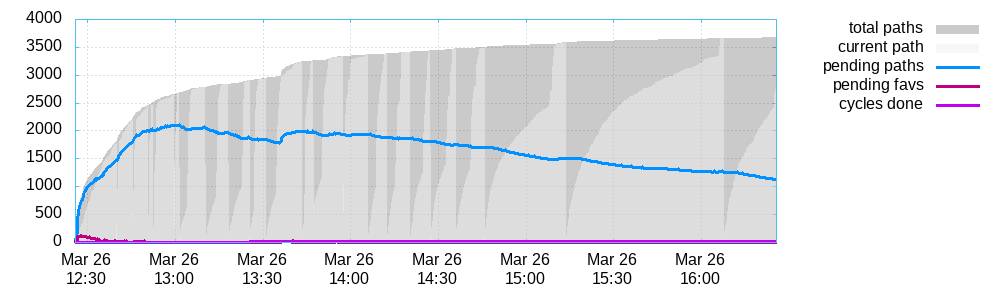 4000
3500
3000
2500
2000
1500
1000
500
0
Mar 26 Mar 26 Mar 26 Mar 26 Mar 26 Mar 26 Mar 26 Mar 26
12:30 13:00 13:30 14:00 14:30 15:00 15:30 16:00
total paths
current path
pending paths
pending favs
cycles done